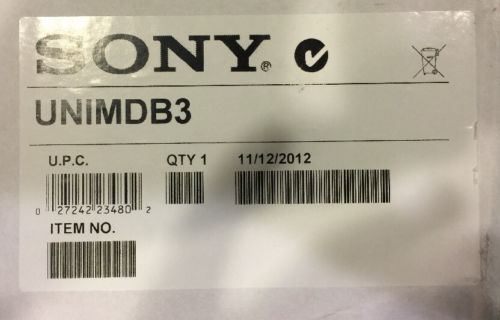 SONY®
UNIMDB3
U.P.C. QTY 1 11/12/2012
0 27242 23480 2
ITEM NO.